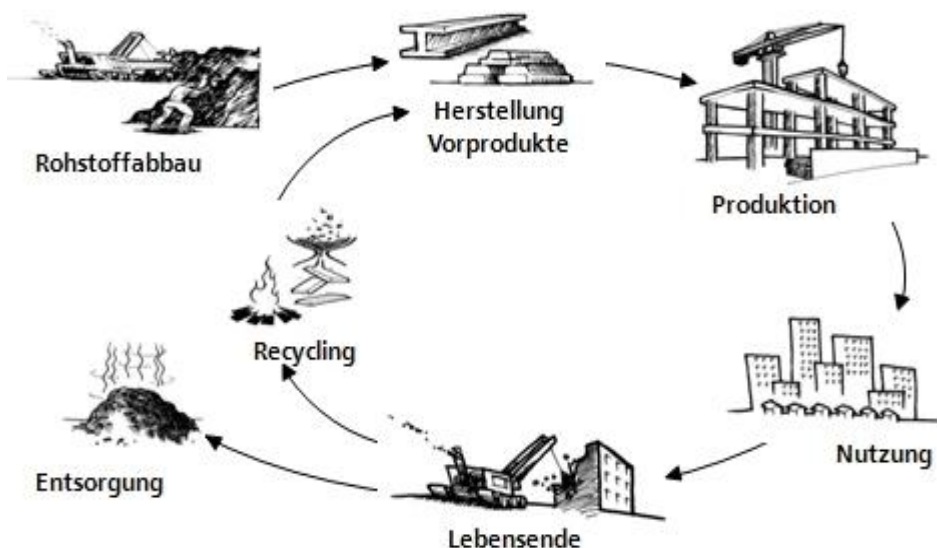 Rohstoffabbau
Herstellung
Vorprodukte
Produktion
Nutzung
Lebensende
Recycling
Entsorgung